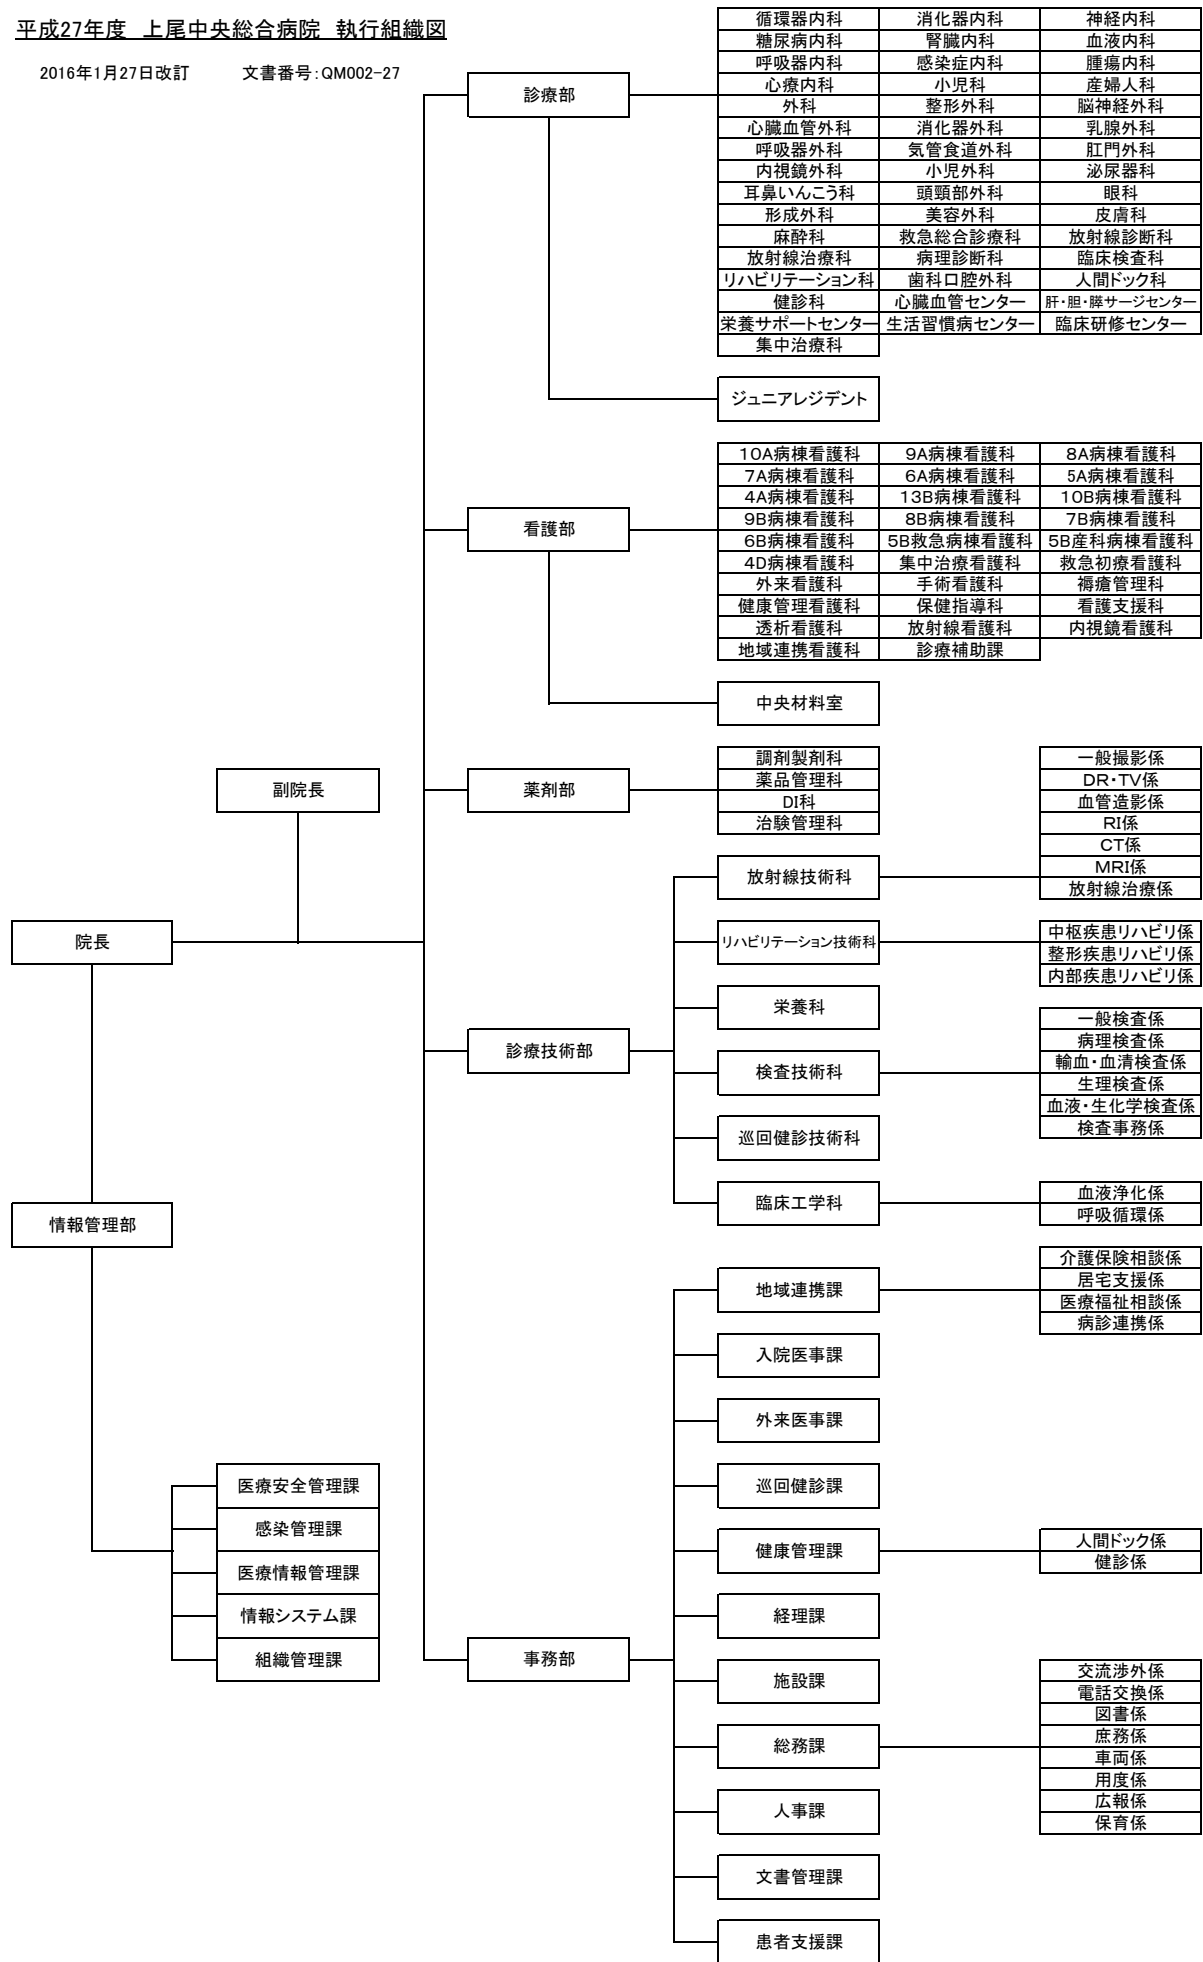 平成27年度 上尾中央総合病院 執行組織図
2016年1月27日改訂 文書番号:QM002-27
診療部
循環器内科 消化器内科 神経内科
糖尿病内科 腎臓内科 血液内科
呼吸器内科 感染症内科 腫瘍内科
心療内科 小児科 産婦人科
外科 整形外科 脳神経外科
心臓血管外科 消化器外科 乳腺外科
呼吸器外科 気管食道外科 肛門外科
内視鏡外科 小児外科 泌尿器科
耳鼻いんこう科 頭頸部外科 眼科
形成外科 美容外科 皮膚科
麻酔科 救急総合診療科 放射線診断科
放射線治療科 病理診断科 臨床検査科
リハビリテーション科 歯科口腔外科 人間ドック科
健診科 心臓血管センター 肝・胆・膵サージセンター
栄養サポートセンター 生活習慣病センター 臨床研修センター
集中治療科
ジュニアレジデント
看護部
10A病棟看護科 9A病棟看護科 8A病棟看護科
7A病棟看護科 6A病棟看護科 5A病棟看護科
4A病棟看護科 13B病棟看護科 10B病棟看護科
9B病棟看護科 8B病棟看護科 7B病棟看護科
6B病棟看護科 5B救急病棟看護科 5B産科病棟看護科
4D病棟看護科 集中治療看護科 救急初療看護科
外来看護科 手術看護科 褥瘡管理科
健康管理看護科 保健指導科 看護支援科
透析看護科 放射線看護科 内視鏡看護科
地域連携看護科 診療補助課
中央材料室
副院長
薬剤部
調剤製剤科
薬品管理科
DI科
治験管理科
院長
診療技術部
放射線技術科
一般撮影係
DR・TV係
血管造影係
RI係
CT係
MRI係
放射線治療係
リハビリテーション技術科
中枢疾患リハビリ係
整形疾患リハビリ係
内部疾患リハビリ係
栄養科
検査技術科
一般検査係
病理検査係
輸血・血清検査係
生理検査係
血液・生化学検査係
検査事務係
巡回健診技術科
臨床工学科
血液浄化係
呼吸循環係
情報管理部
医療安全管理課
感染管理課
医療情報管理課
情報システム課
組織管理課
事務部
地域連携課
介護保険相談係
居宅支援係
医療福祉相談係
病診連携係
入院医事課
外来医事課
巡回健診課
健康管理課
人間ドック係
健診係
経理課
施設課
総務課
交流渉外係
電話交換係
図書係
庶務係
車両係
用度係
広報係
保育係
人事課
文書管理課
患者支援課